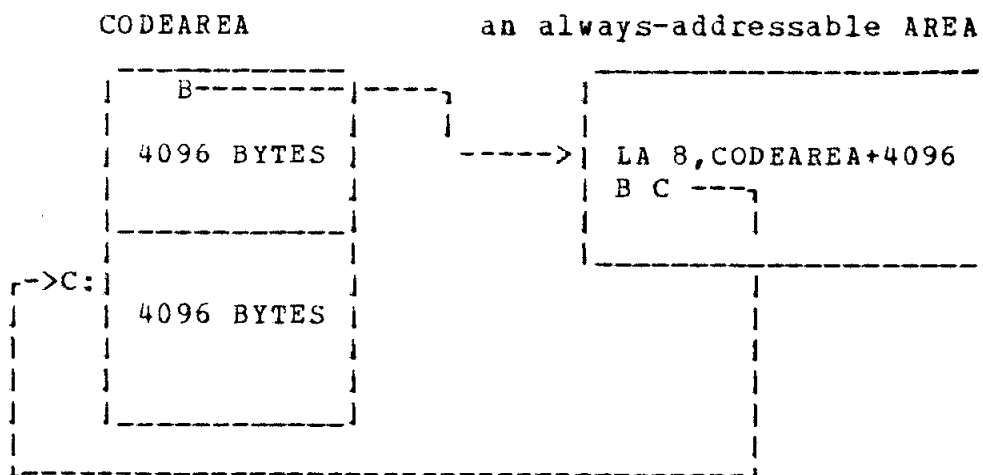 CODEAREA an always-addressable AREA
B
4096 BYTES LA 8,CODEAREA+4096
B C
C:
4096 BYTES